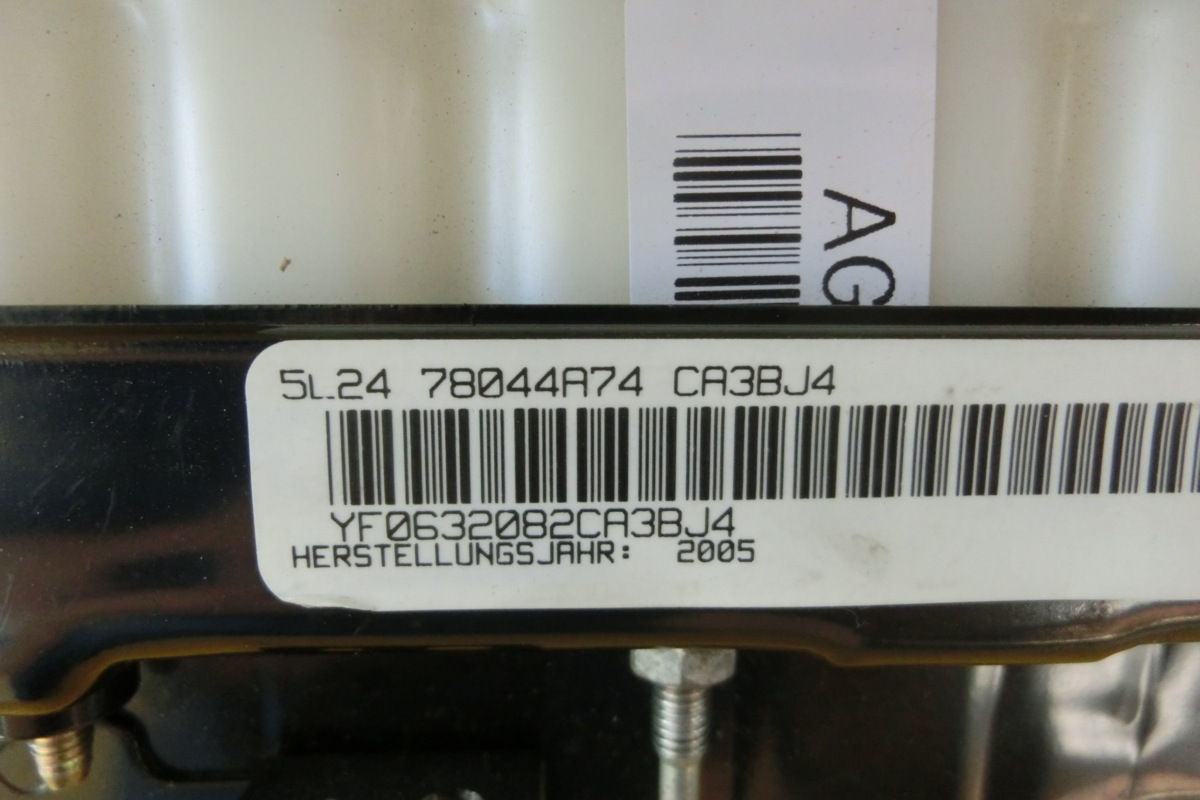 AG
5L24 78044A74 CA3BJ4
YF0632082CA3BJ4
HERSTELLUNGSJAHR: 2005